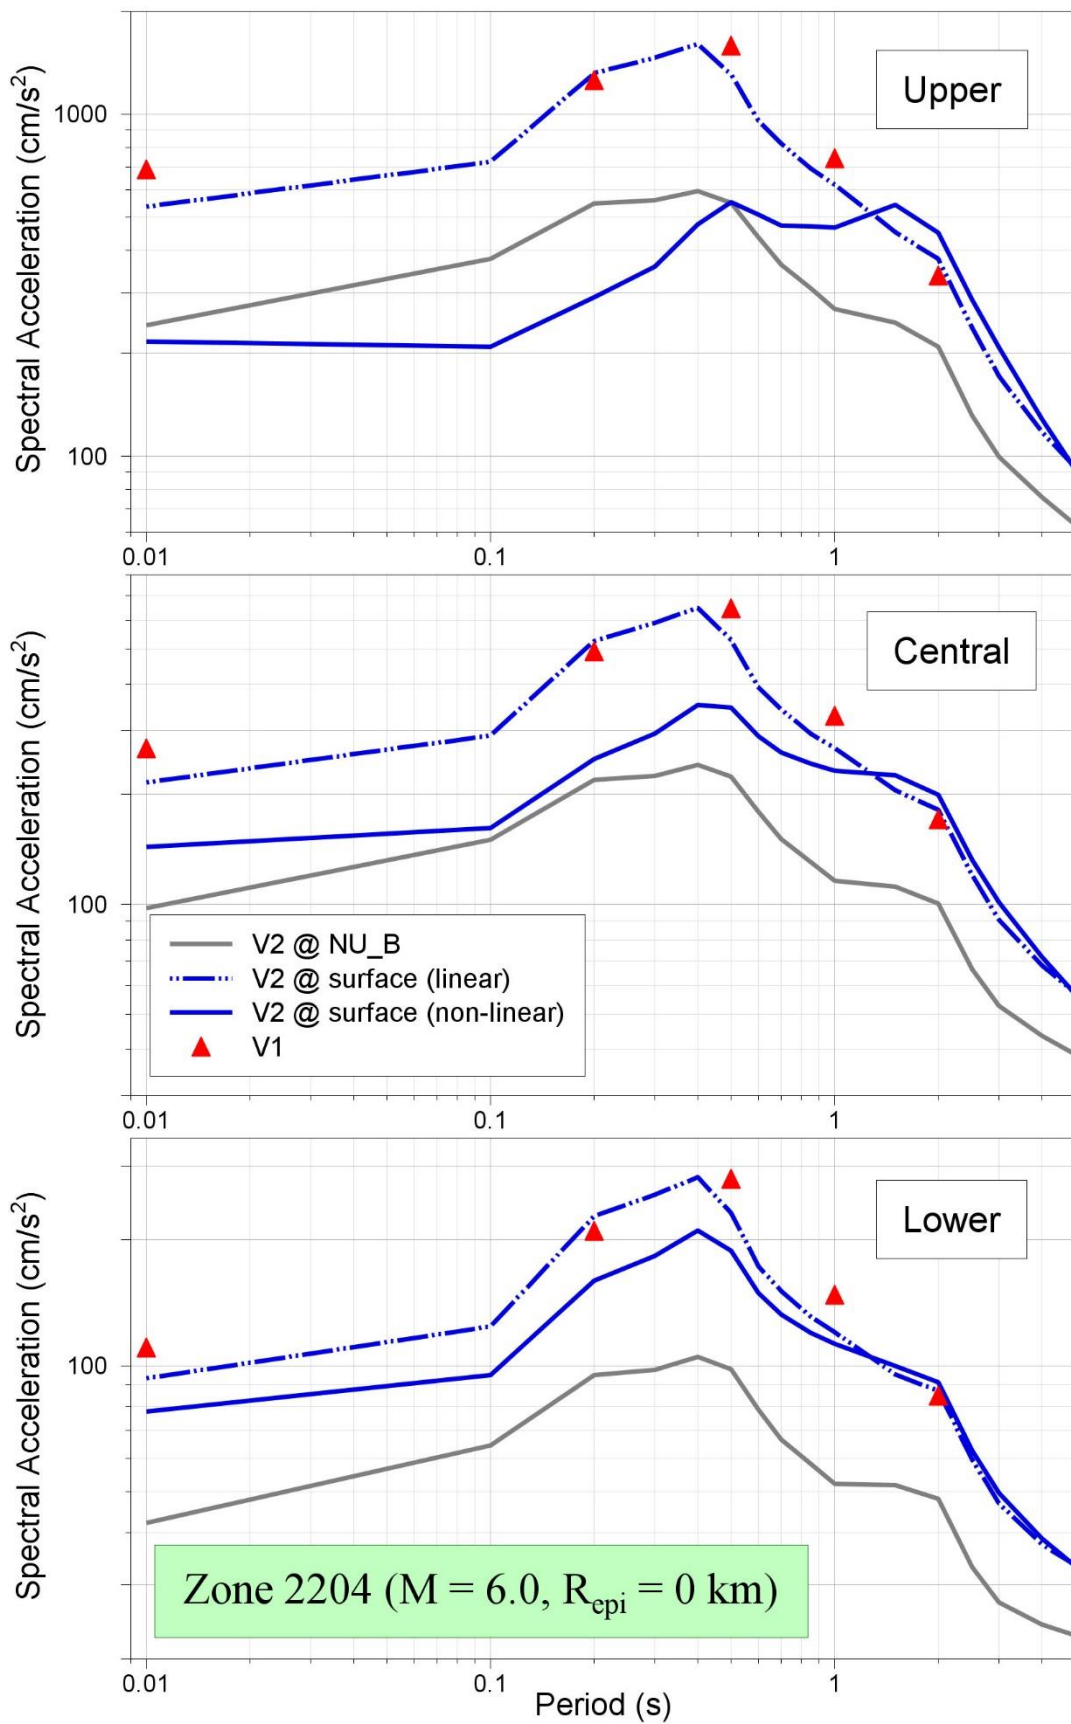 Spectral Acceleration (cm/s²)
1000
100
Upper
0.01 0.1 1
Spectral Acceleration (cm/s²)
100
Central
V2 @ NU_B
V2 @ surface (linear)
V2 @ surface (non-linear)
V1
0.01 0.1 1
Spectral Acceleration (cm/s²)
100
Lower
Zone 2204 (M = 6.0, Repi = 0 km)
0.01 0.1 1
Period (s)